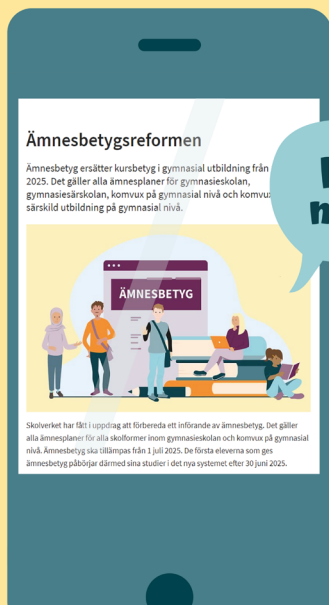 Ämnesbetygsreformen
Ämnesbetyg ersätter kursbetyg i gymnasial utbildning från
2025. Det gäller alla ämnesplaner för gymnasieskolan,
gymnasiesärskolan, komvux på gymnasial nivå och komvux
särskild utbildning på gymnasial nivå.
ÄMNESBETYG
Skolverket har fått i uppdrag att förbereda ett införande av ämnesbetyg. Det gäller
alla ämnesplaner för alla skolformer inom gymnasieskolan och komvux på gymnasial
nivå. Ämnesbetyg ska tillämpas från 1 juli 2025. De första eleverna som ges
ämnesbetyg påbörjar därmed sina studier i det nya systemet efter 30 juni 2025.